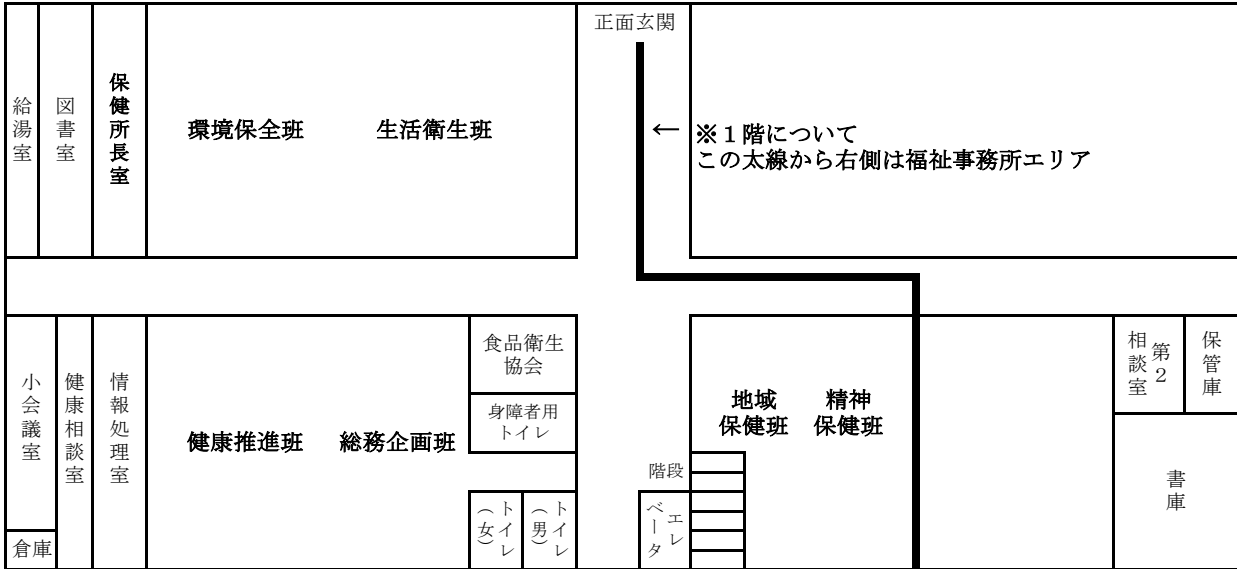 正面玄関
給湯室
図書室
保健所長室
環境保全班
生活衛生班
← ※１階について
この太線から右側は福祉事務所エリア
小会議室
倉庫
健康相談室
情報処理室
健康推進班
総務企画班
食品衛生
協会
身障者用
トイレ
トイレ
（女）
トイレ
（男）
階段
エレ
ベータ
地域
保健班
精神
保健班
第２
相談室
保管庫
書庫